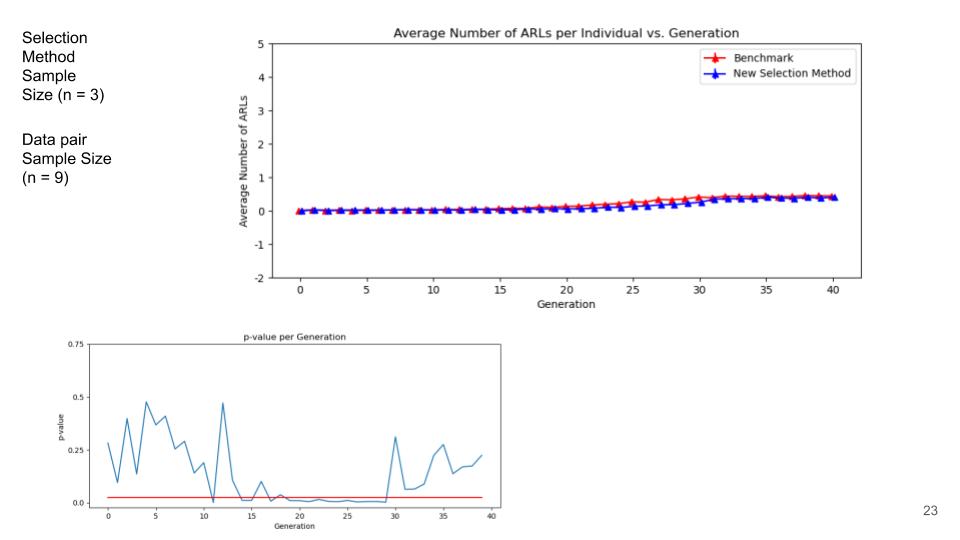 Selection
Method
Sample
Size (n = 3)
Data pair
Sample Size
(n = 9)
Average Number of ARLs per Individual vs. Generation
Benchmark
New Selection Method
Average Number of ARLs
5
4
3
2
1
0
-1
-2
0 5 10 15 20 25 30 35 40
Generation
p-value per Generation
p-value
0.75
0.5
0.25
0.0
0 5 10 15 20 25 30 35 40
Generation
23